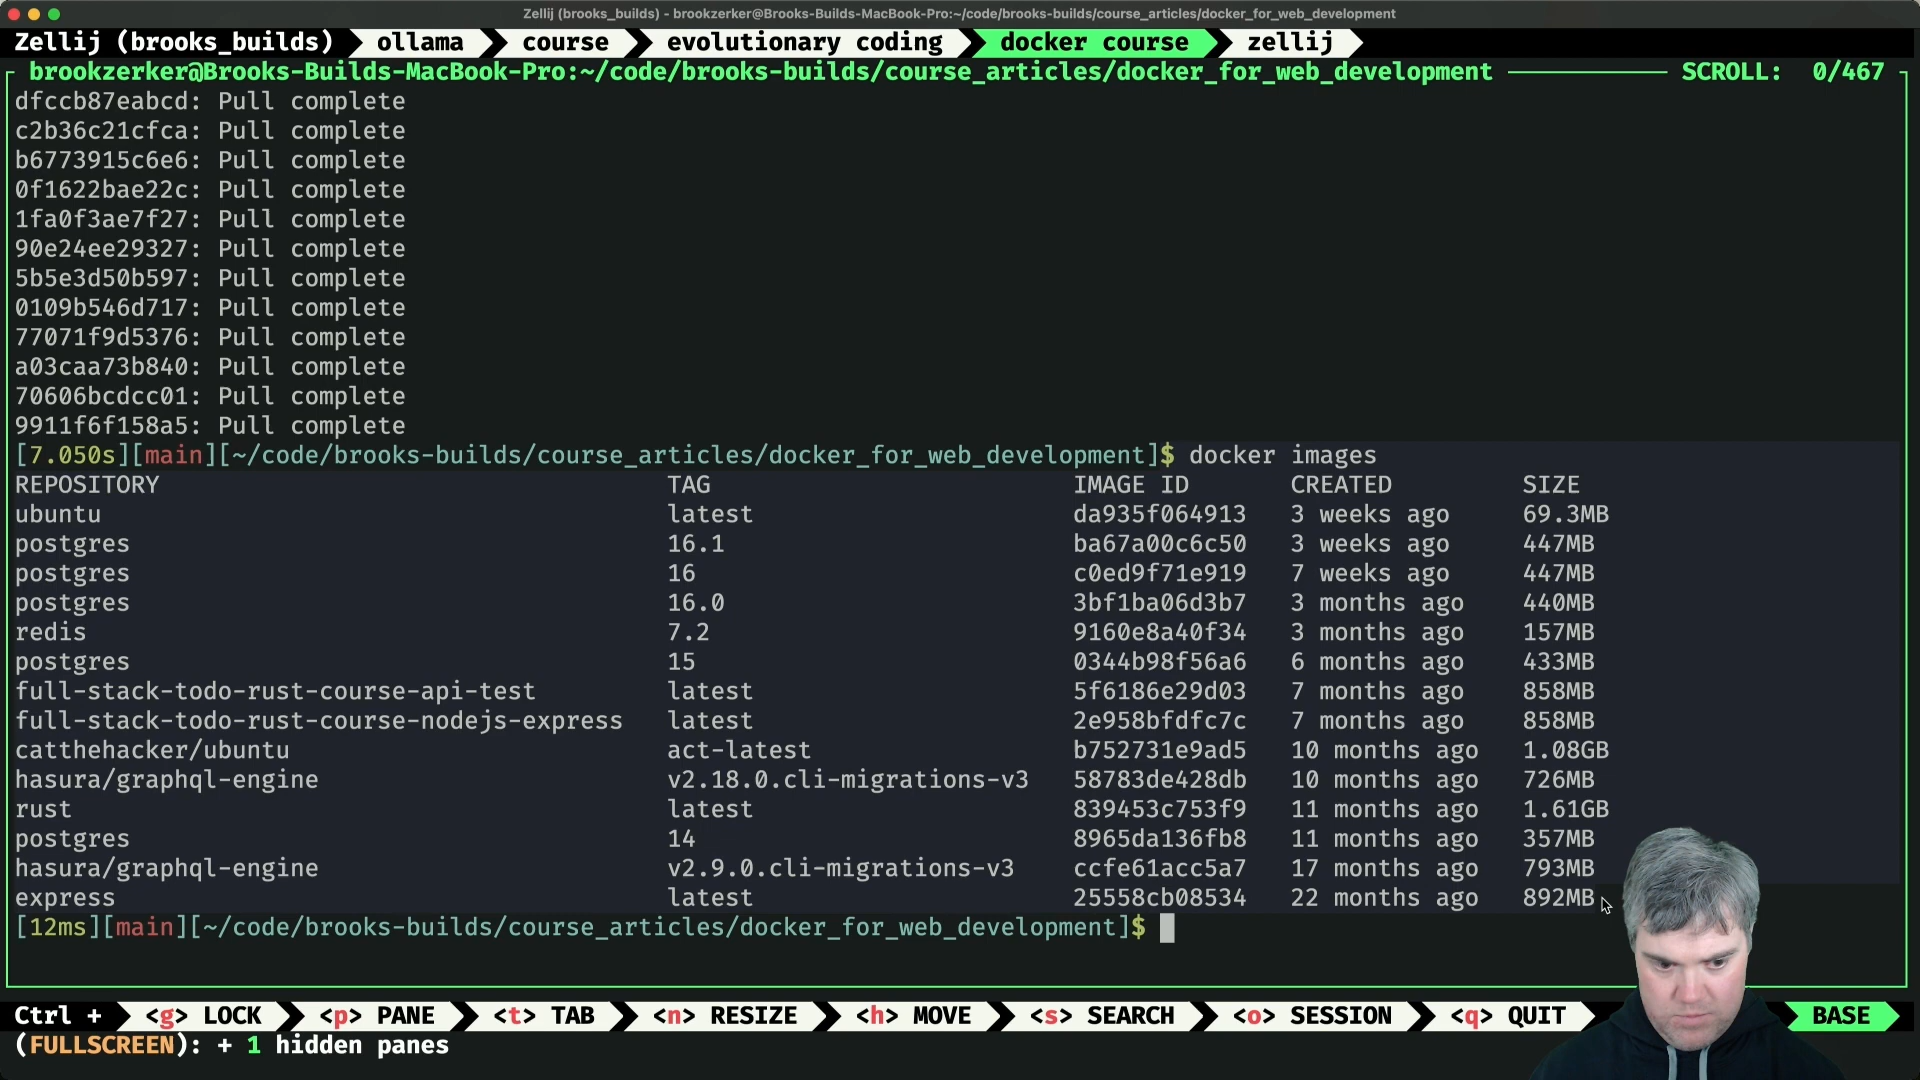 Zellij (brooks_builds) - brookzerker@Brooks-Builds-MacBook-Pro:~/code/brooks-builds/course_articles/docker_for_web_development
Zellij (brooks_builds) ollama course evolutionary coding docker course zellij
brookzerker@Brooks-Builds-MacBook-Pro:~/code/brooks-builds/course_articles/docker_for_web_development SCROLL: 0/467
dfccb87eabcd: Pull complete
c2b36c21cfca: Pull complete
b6773915c6e6: Pull complete
0f1622bae22c: Pull complete
1fa0f3ae7f27: Pull complete
90e24ee29327: Pull complete
5b5e3d50b597: Pull complete
0109b546d717: Pull complete
77071f9d5376: Pull complete
a03caa73b840: Pull complete
70606bcdcc01: Pull complete
9911f6f158a5: Pull complete
[7.050s][main][~/code/brooks-builds/course_articles/docker_for_web_development]$ docker images
REPOSITORY TAG IMAGE ID CREATED SIZE
ubuntu latest da935f064913 3 weeks ago 69.3MB
postgres 16.1 ba67a00c6c50 3 weeks ago 447MB
postgres 16 c0ed9f71e919 7 weeks ago 447MB
postgres 16.0 3bf1ba06d3b7 3 months ago 440MB
redis 7.2 9160e8a40f34 3 months ago 157MB
postgres 15 0344b98f56a6 6 months ago 433MB
full-stack-todo-rust-course-api-test latest 5f6186e29d03 7 months ago 858MB
full-stack-todo-rust-course-nodejs-express latest 2e958bfdfc7c 7 months ago 858MB
catthehacker/ubuntu act-latest b752731e9ad5 10 months ago 1.08GB
hasura/graphql-engine v2.18.0.cli-migrations-v3 58783de428db 10 months ago 726MB
rust latest 839453c753f9 11 months ago 1.61GB
postgres 14 8965da136fb8 11 months ago 357MB
hasura/graphql-engine v2.9.0.cli-migrations-v3 ccfe61acc5a7 17 months ago 793MB
express latest 25558cb08534 22 months ago 892MB
[12ms][main][~/code/brooks-builds/course_articles/docker_for_web_development]$
Ctrl + <g> LOCK <p> PANE <t> TAB <n> RESIZE <h> MOVE <s> SEARCH <o> SESSION <q> QUIT BASE
(FULLSCREEN): + 1 hidden panes